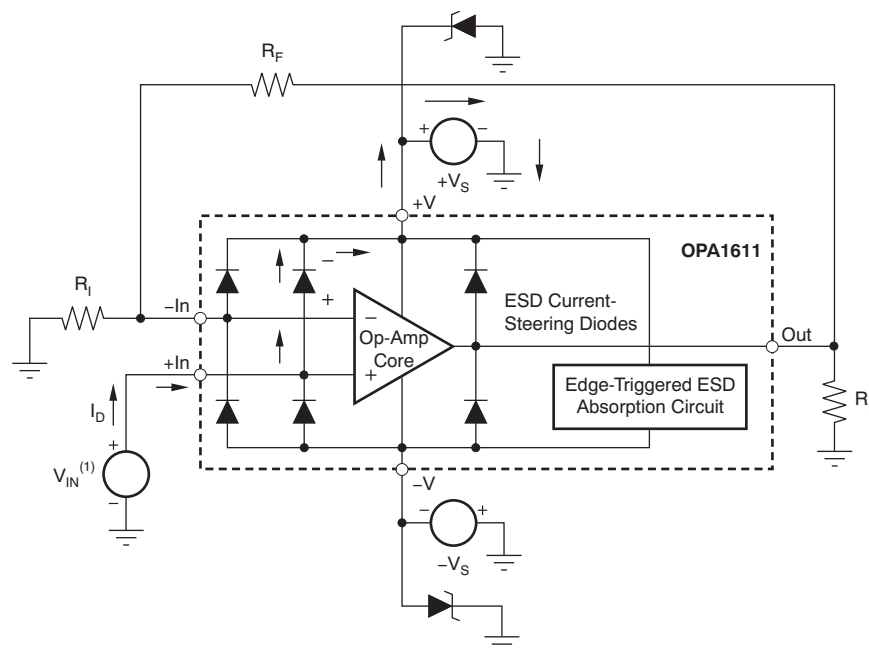 R_F
+ −
+V_S
+V
OPA1611
−
+
R_I
−In
−
Op-Amp
Core
+
ESD Current-
Steering Diodes
Out
+In
Edge-Triggered ESD
Absorption Circuit
R
I_D
+
V_IN^(1)
−
−V
− +
−V_S